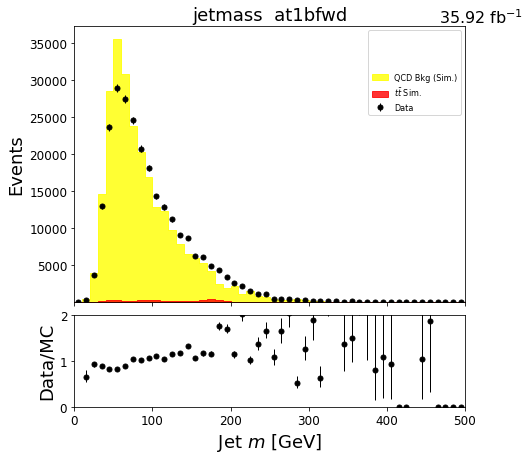 jetmass at1bfwd
35.92 fb⁻¹
35000
30000
25000
20000
15000
10000
5000
Events
QCD Bkg (Sim.)
tt̄ Sim.
Data
2
1
0
Data/MC
0 100 200 300 400 500
Jet m [GeV]